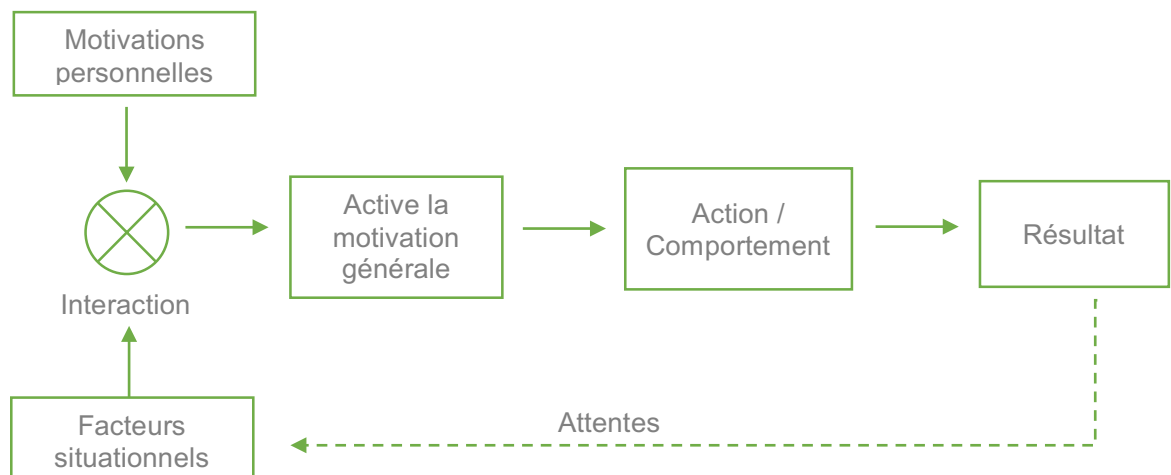 Motivations
personnelles
Interaction
Active la
motivation
générale
Action /
Comportement
Résultat
Facteurs
situationnels
Attentes